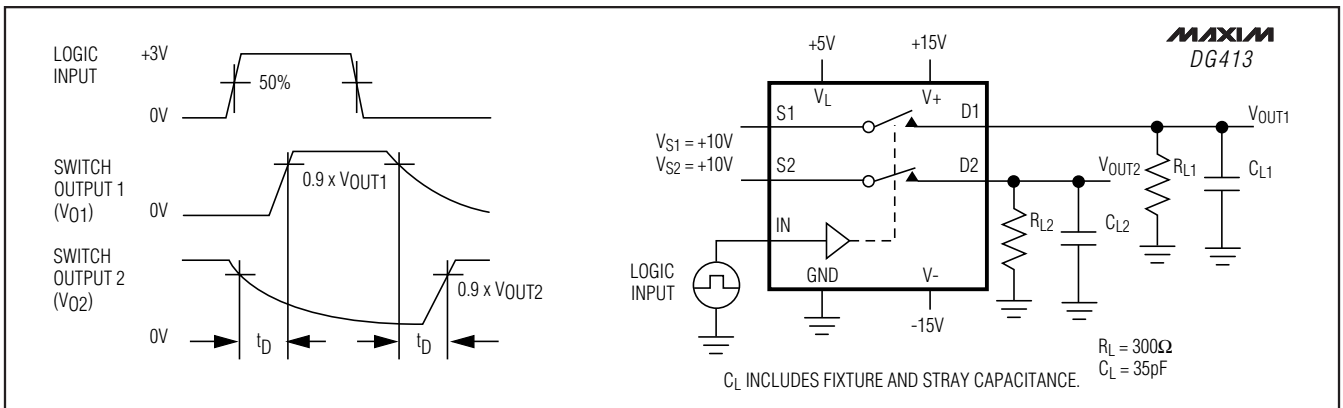 LOGIC
INPUT
+3V
50%
0V
SWITCH
OUTPUT 1
(VO1)
0.9 x VOUT1
0V
SWITCH
OUTPUT 2
(VO2)
0.9 x VOUT2
0V
tD
tD
MAXIM
DG413
+5V
+15V
VL
V+
S1
D1
VOUT1
VS1 = +10V
VS2 = +10V
S2
D2
VOUT2
RL1
CL1
RL2
CL2
IN
LOGIC
INPUT
GND
V-
-15V
RL = 300Ω
CL = 35pF
CL INCLUDES FIXTURE AND STRAY CAPACITANCE.